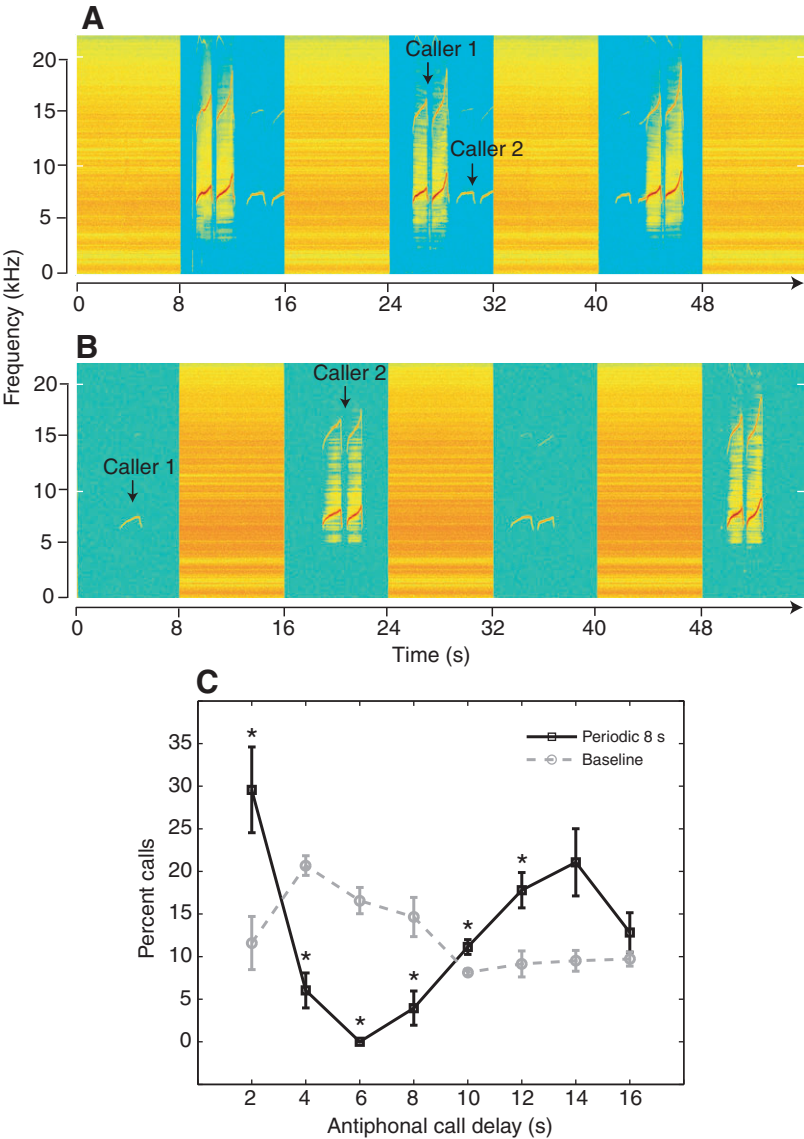 A
Frequency (kHz)
20
15
10
5
0
Caller 1
Caller 2
0 8 16 24 32 40 48
B
20
15
10
5
0
Caller 1
Caller 2
0 8 16 24 32 40 48
Time (s)
C
Percent calls
35
30
25
20
15
10
5
0
* * * * * *
Periodic 8 s
Baseline
2 4 6 8 10 12 14 16
Antiphonal call delay (s)